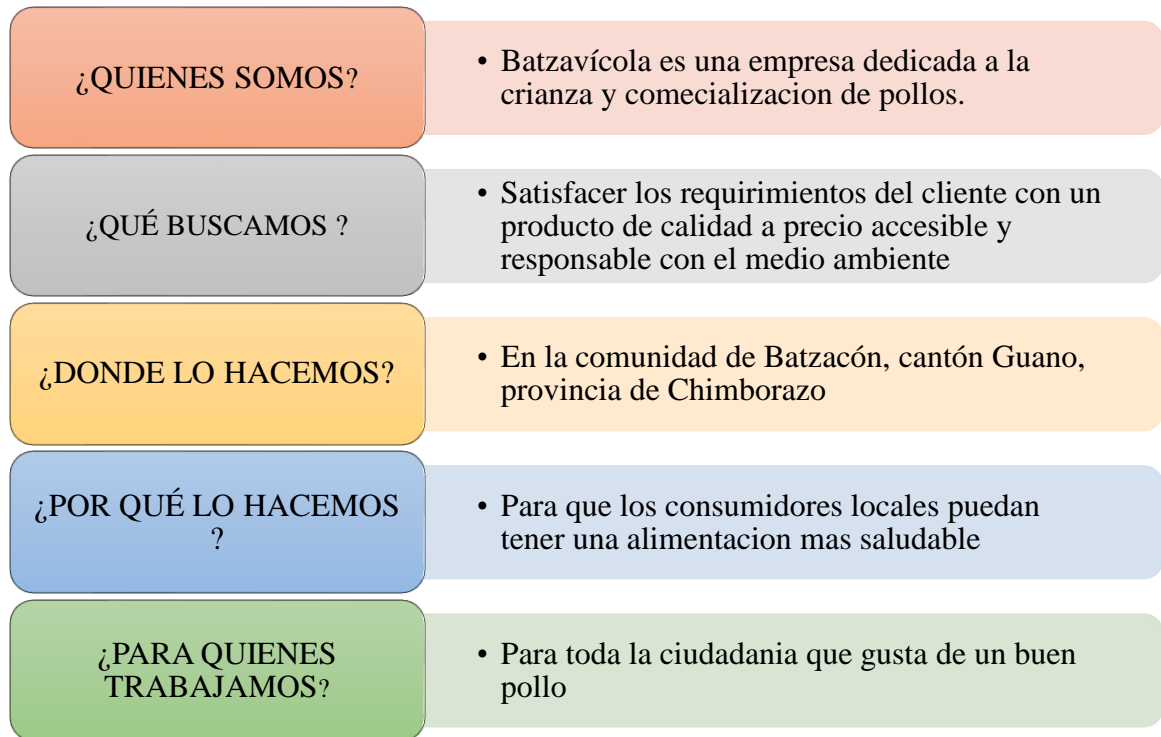 ¿QUIENES SOMOS?
• Batzavícola es una empresa dedicada a la
crianza y comecializacion de pollos.
¿QUÉ BUSCAMOS ?
• Satisfacer los requirimientos del cliente con un
producto de calidad a precio accesible y
responsable con el medio ambiente
¿DONDE LO HACEMOS?
• En la comunidad de Batzacón, cantón Guano,
provincia de Chimborazo
¿POR QUÉ LO HACEMOS
?
• Para que los consumidores locales puedan
tener una alimentacion mas saludable
¿PARA QUIENES
TRABAJAMOS?
• Para toda la ciudadania que gusta de un buen
pollo